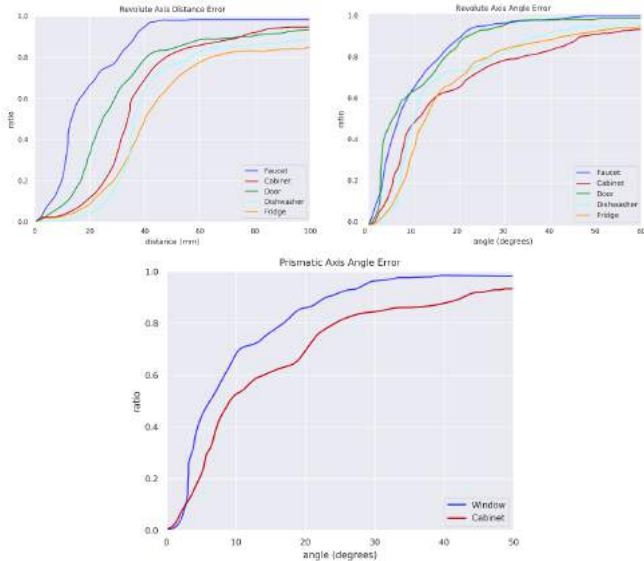 Revolute Axis Distance Error
1.0
0.8
0.6
0.4
0.2
0.0
ratio
0
20
40
60
80
100
distance (mm)
Faucet
Cabinet
Door
Dishwasher
Fridge
Revolute Axis Angle Error
1.0
0.8
0.6
0.4
0.2
0.0
ratio
0
10
20
30
40
50
60
angle (degrees)
Faucet
Cabinet
Door
Dishwasher
Fridge
Prismatic Axis Angle Error
1.0
0.8
0.6
0.4
0.2
0.0
ratio
0
10
20
30
40
50
angle (degrees)
Window
Cabinet